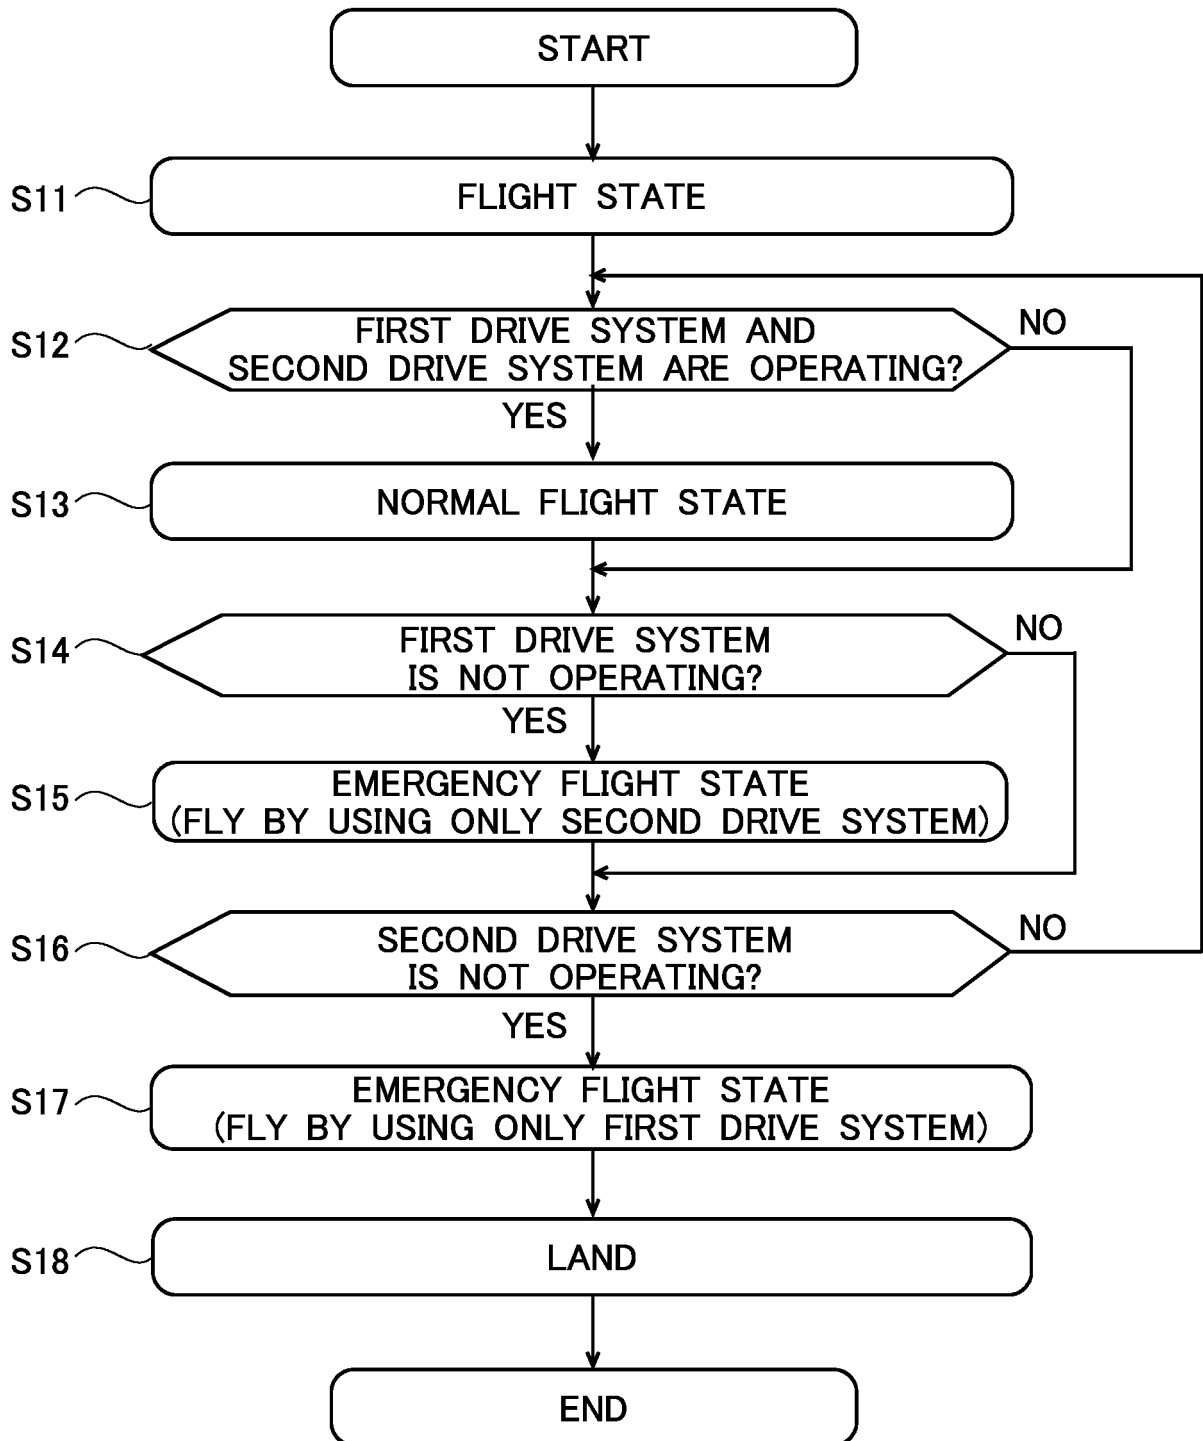 START
S11
FLIGHT STATE
S12
FIRST DRIVE SYSTEM AND
SECOND DRIVE SYSTEM ARE OPERATING?
NO
YES
S13
NORMAL FLIGHT STATE
S14
FIRST DRIVE SYSTEM
IS NOT OPERATING?
NO
YES
S15
EMERGENCY FLIGHT STATE
(FLY BY USING ONLY SECOND DRIVE SYSTEM)
S16
SECOND DRIVE SYSTEM
IS NOT OPERATING?
NO
YES
S17
EMERGENCY FLIGHT STATE
(FLY BY USING ONLY FIRST DRIVE SYSTEM)
S18
LAND
END